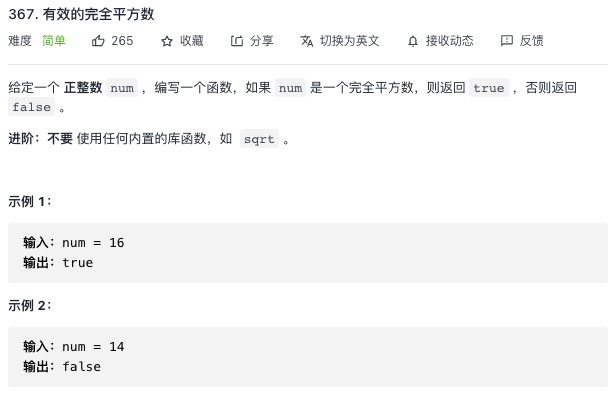 367. 有效的完全平方数
难度 简单 265 收藏 分享 切换为英文 接收动态 反馈
给定一个 正整数 num ，编写一个函数，如果 num 是一个完全平方数，则返回 true ，否则返回
false 。
进阶：不要 使用任何内置的库函数，如 sqrt 。
示例 1：
输入：num = 16
输出：true
示例 2：
输入：num = 14
输出：false